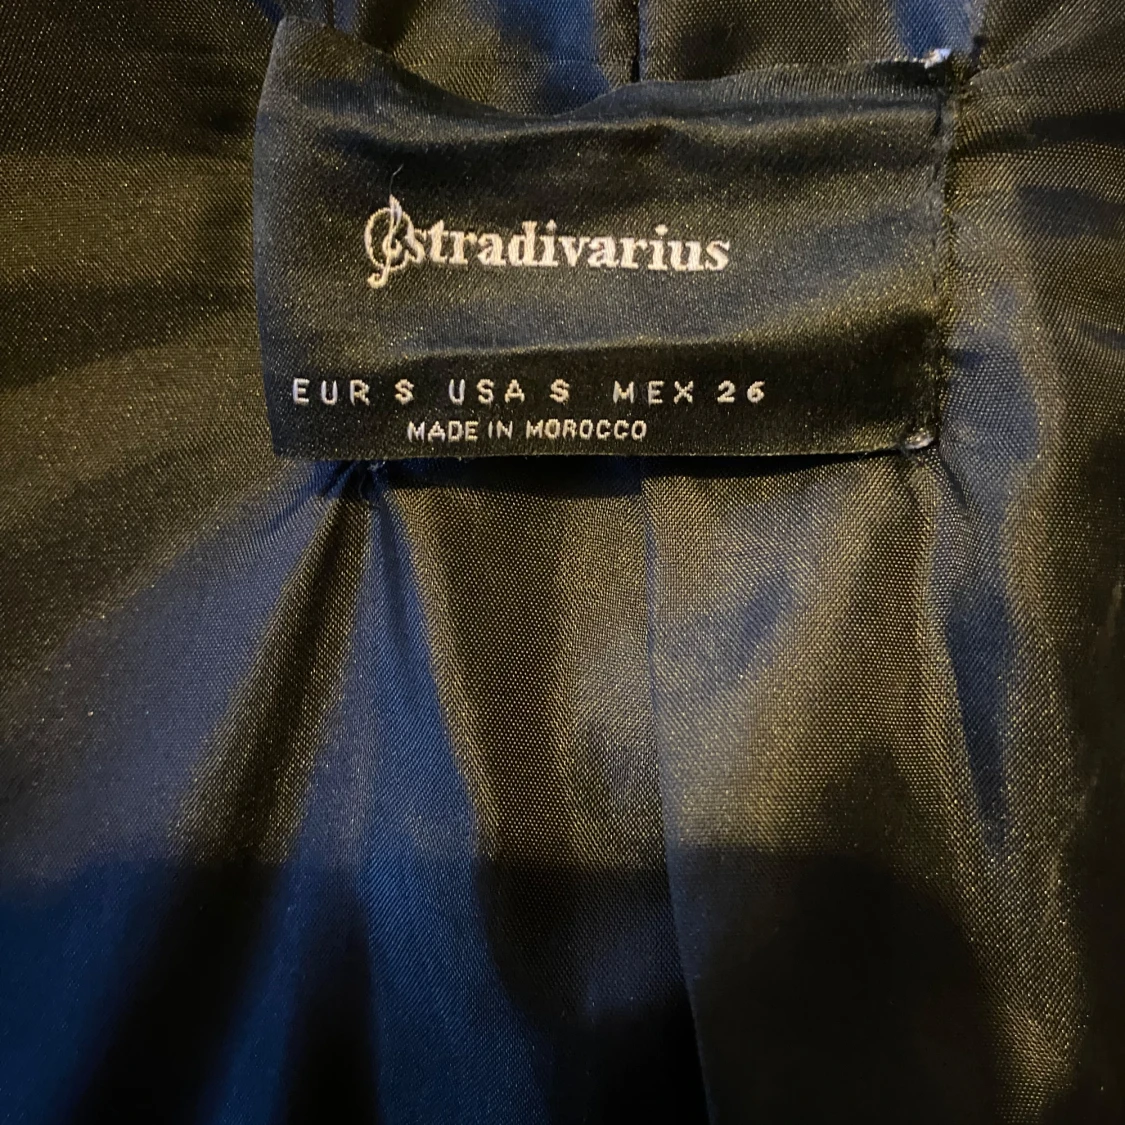 stradivarius
EUR S USA S MEX 26
MADE IN MOROCCO